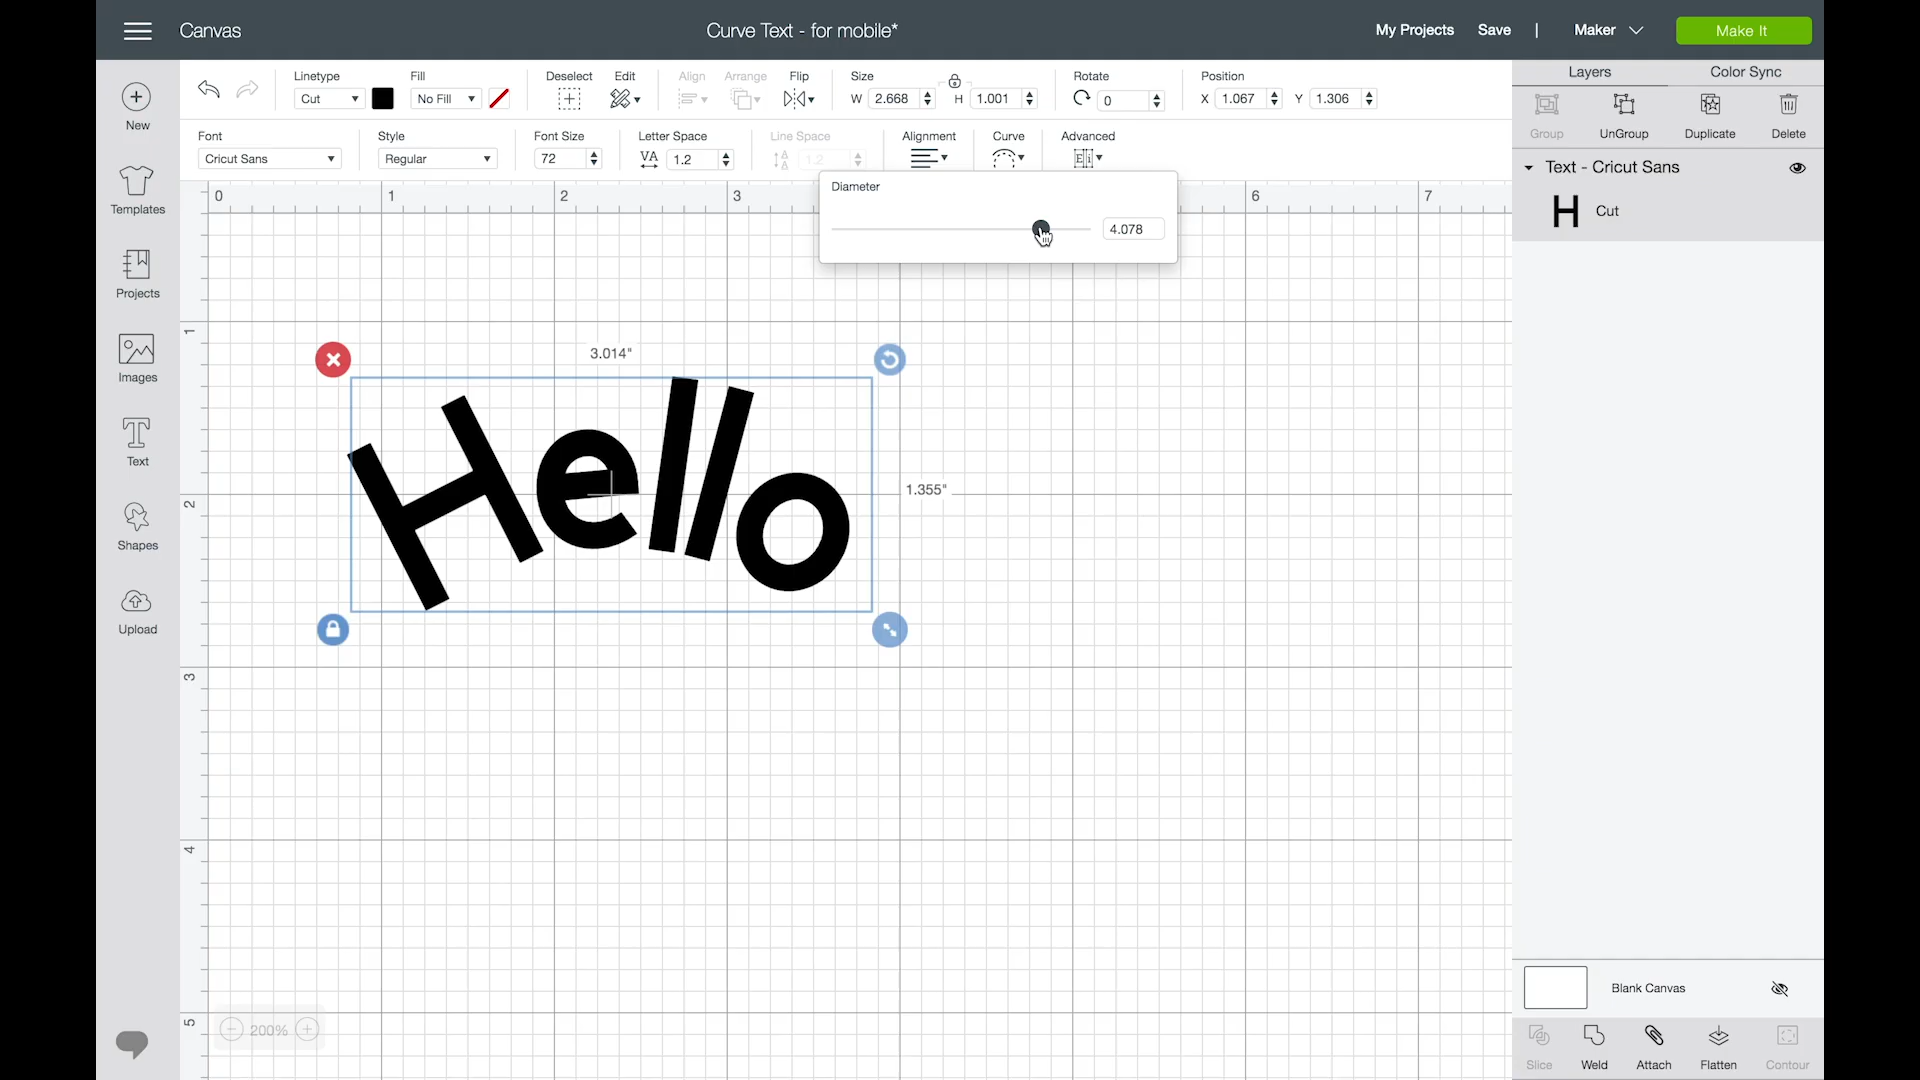 Canvas
Curve Text - for mobile*
My Projects Save | Maker Make It
Linetype Fill Deselect Edit Align Arrange Flip Size Rotate Position
Cut No Fill W 2.668 H 1.001 0 X 1.067 Y 1.306
Font Style Font Size Letter Space Line Space Alignment Curve Advanced
Cricut Sans Regular 72 VA 1.2 1.2
Diameter
4.078
0 1 2 3 6 7
1
2
3
4
5
New
Templates
Projects
Images
Text
Shapes
Upload
3.014"
Hello
1.355"
200%
Layers Color Sync
Group UnGroup Duplicate Delete
Text - Cricut Sans
H Cut
Blank Canvas
Slice Weld Attach Flatten Contour